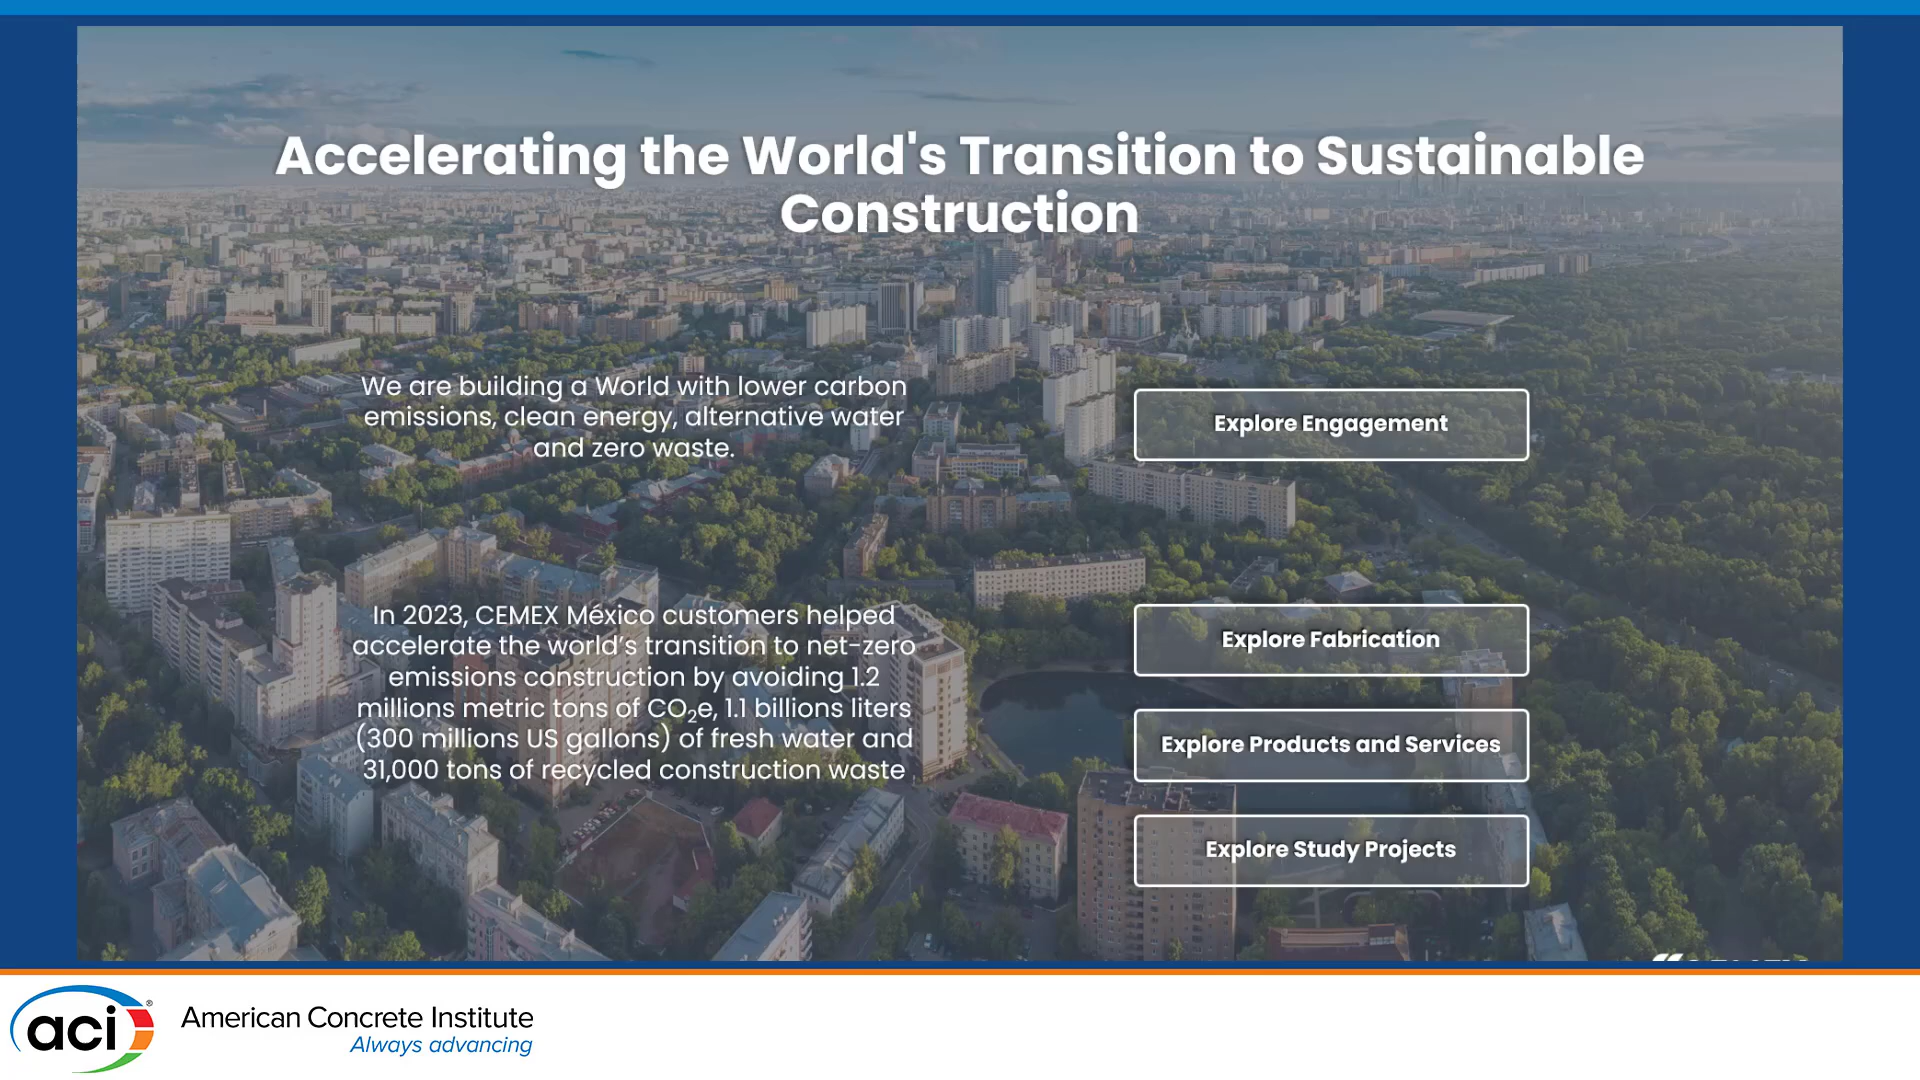 Accelerating the World's Transition to Sustainable
Construction
We are building a World with lower carbon
emissions, clean energy, alternative water
and zero waste.
Explore Engagement
In 2023, CEMEX México customers helped
accelerate the world’s transition to net-zero
emissions construction by avoiding 1.2
millions metric tons of CO₂e, 1.1 billions liters
(300 millions US gallons) of fresh water and
31,000 tons of recycled construction waste
Explore Fabrication
Explore Products and Services
Explore Study Projects
aci®
American Concrete Institute
Always advancing